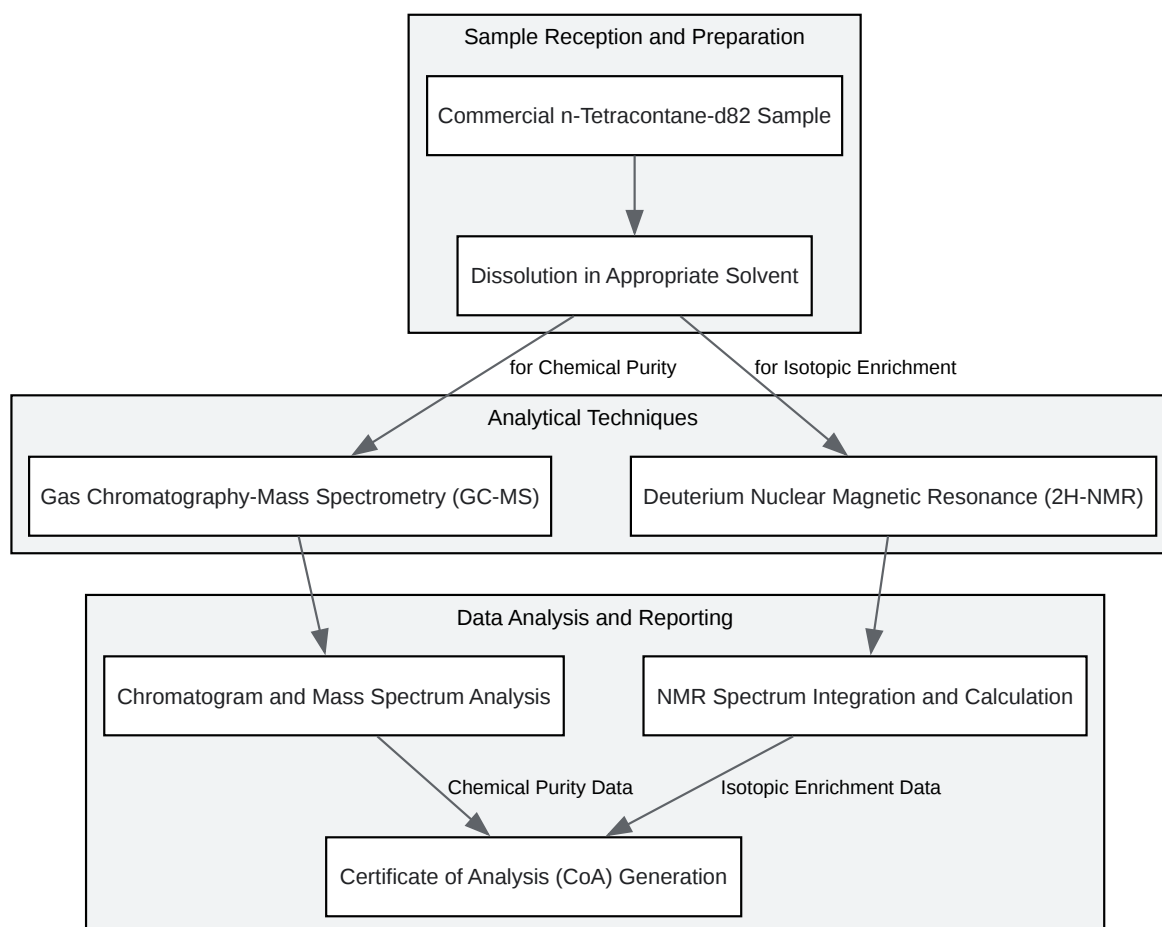 Sample Reception and Preparation
Commercial n-Tetracontane-d82 Sample
Dissolution in Appropriate Solvent
for Chemical Purity
for Isotopic Enrichment
Analytical Techniques
Gas Chromatography-Mass Spectrometry (GC-MS)
Deuterium Nuclear Magnetic Resonance (2H-NMR)
Data Analysis and Reporting
Chromatogram and Mass Spectrum Analysis
NMR Spectrum Integration and Calculation
Chemical Purity Data
Isotopic Enrichment Data
Certificate of Analysis (CoA) Generation